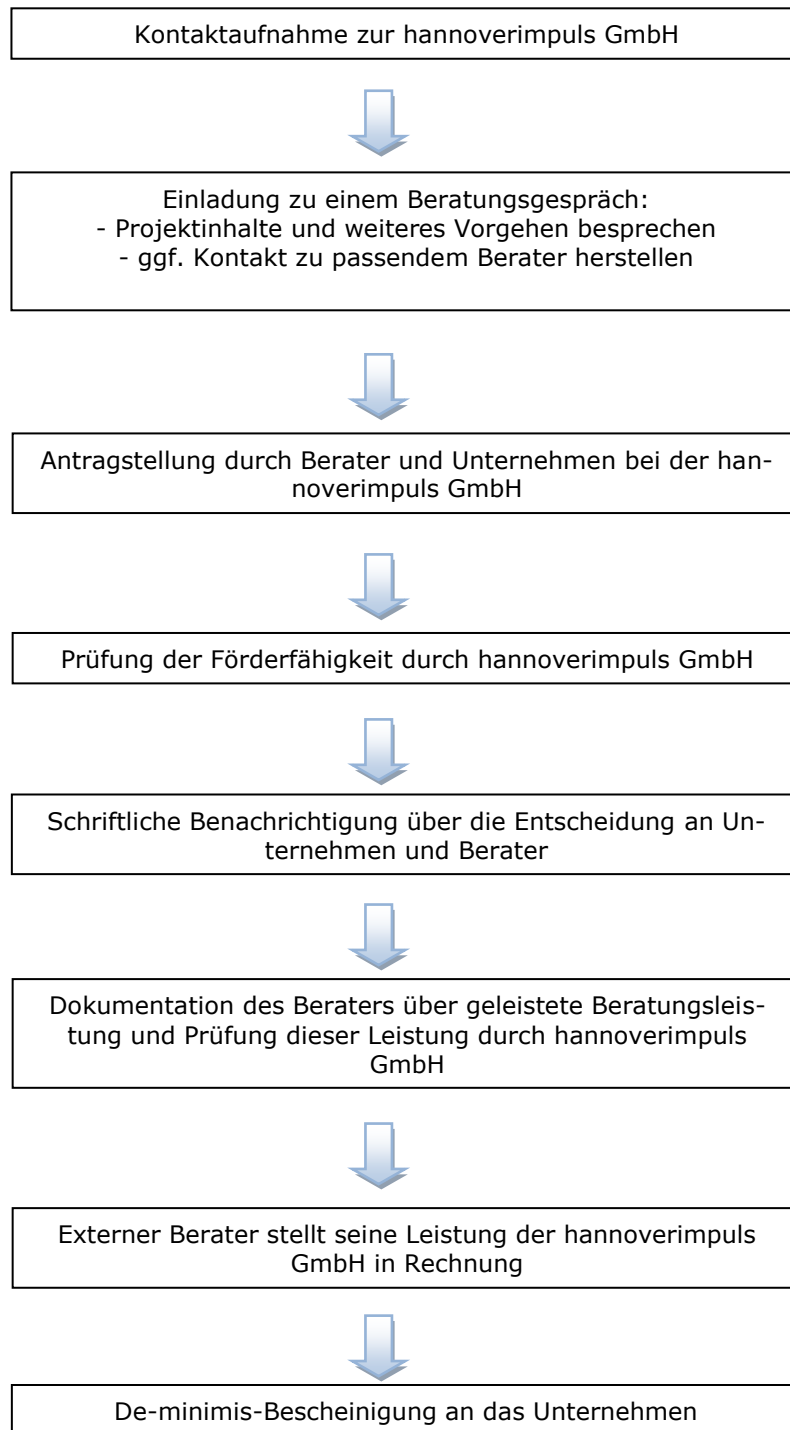 Kontaktaufnahme zur hannoverimpuls GmbH
Einladung zu einem Beratungsgespräch:
- Projektinhalte und weiteres Vorgehen besprechen
- ggf. Kontakt zu passendem Berater herstellen
Antragstellung durch Berater und Unternehmen bei der han-
noverimpuls GmbH
Prüfung der Förderfähigkeit durch hannoverimpuls GmbH
Schriftliche Benachrichtigung über die Entscheidung an Un-
ternehmen und Berater
Dokumentation des Beraters über geleistete Beratungsleis-
tung und Prüfung dieser Leistung durch hannoverimpuls
GmbH
Externer Berater stellt seine Leistung der hannoverimpuls
GmbH in Rechnung
De-minimis-Bescheinigung an das Unternehmen